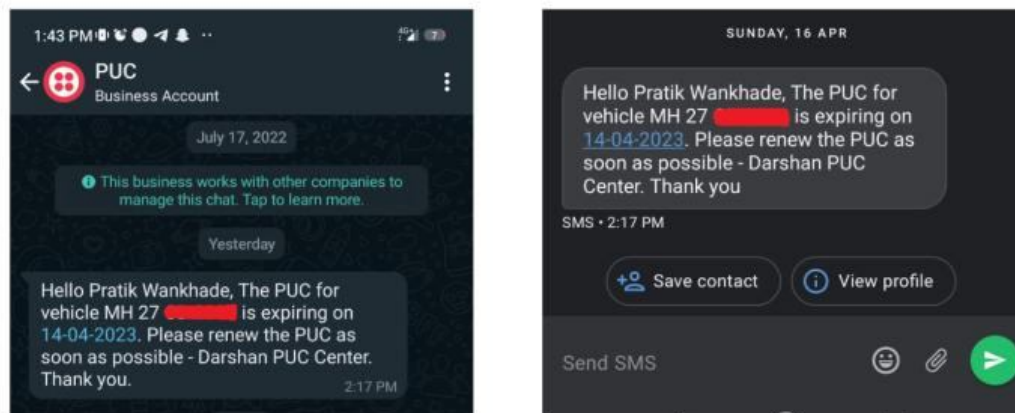 1:43 PM
4G+
7
PUC
Business Account
July 17, 2022
This business works with other companies to
manage this chat. Tap to learn more.
Yesterday
Hello Pratik Wankhade, The PUC for
vehicle MH 27 is expiring on
14-04-2023. Please renew the PUC as
soon as possible - Darshan PUC Center.
Thank you.
2:17 PM
SUNDAY, 16 APR
Hello Pratik Wankhade, The PUC for
vehicle MH 27 is expiring on
14-04-2023. Please renew the PUC as
soon as possible - Darshan PUC
Center. Thank you
SMS • 2:17 PM
Save contact
View profile
Send SMS